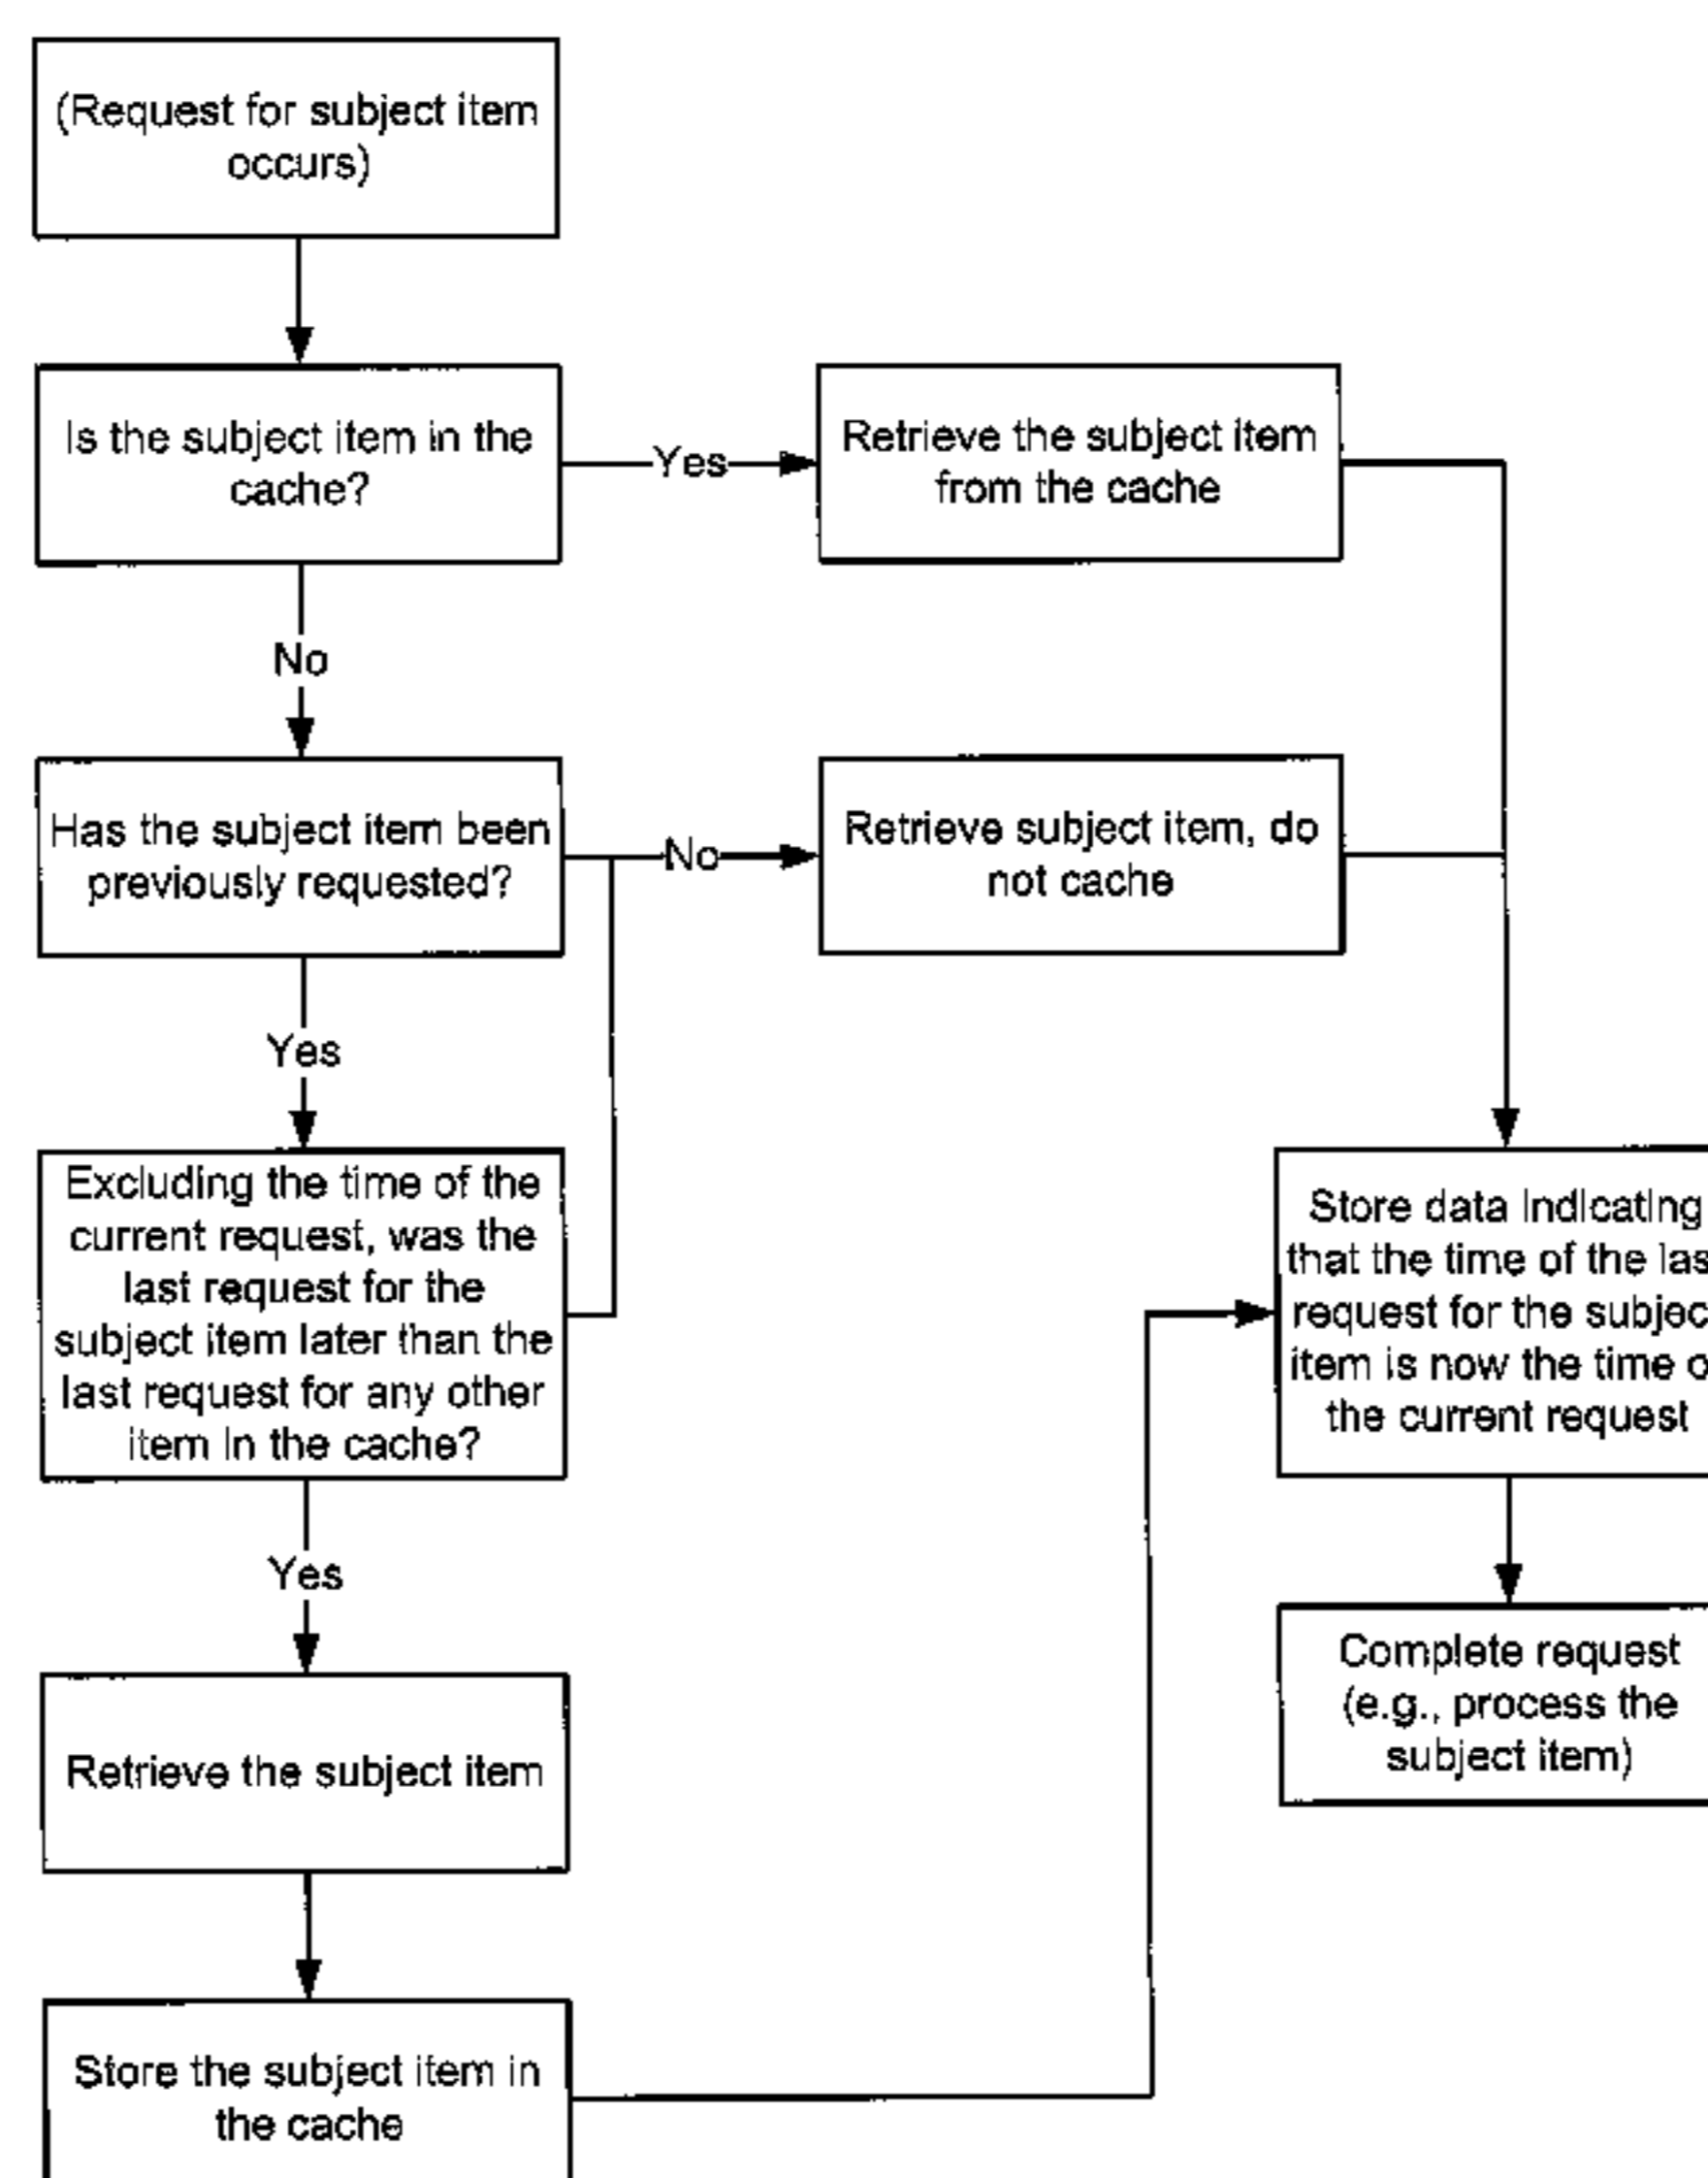 (Request for subject item
occurs)
Is the subject item in the
cache?
Yes
Retrieve the subject item
from the cache
No
Has the subject item been
previously requested?
No
Retrieve subject item, do
not cache
Yes
Excluding the time of the
current request, was the
last request for the
subject item later than the
last request for any other
item in the cache?
Store data indicating
that the time of the las
request for the subjec
item is now the time o
the current request
Yes
Complete request
(e.g., process the
subject item)
Retrieve the subject item
Store the subject item in
the cache